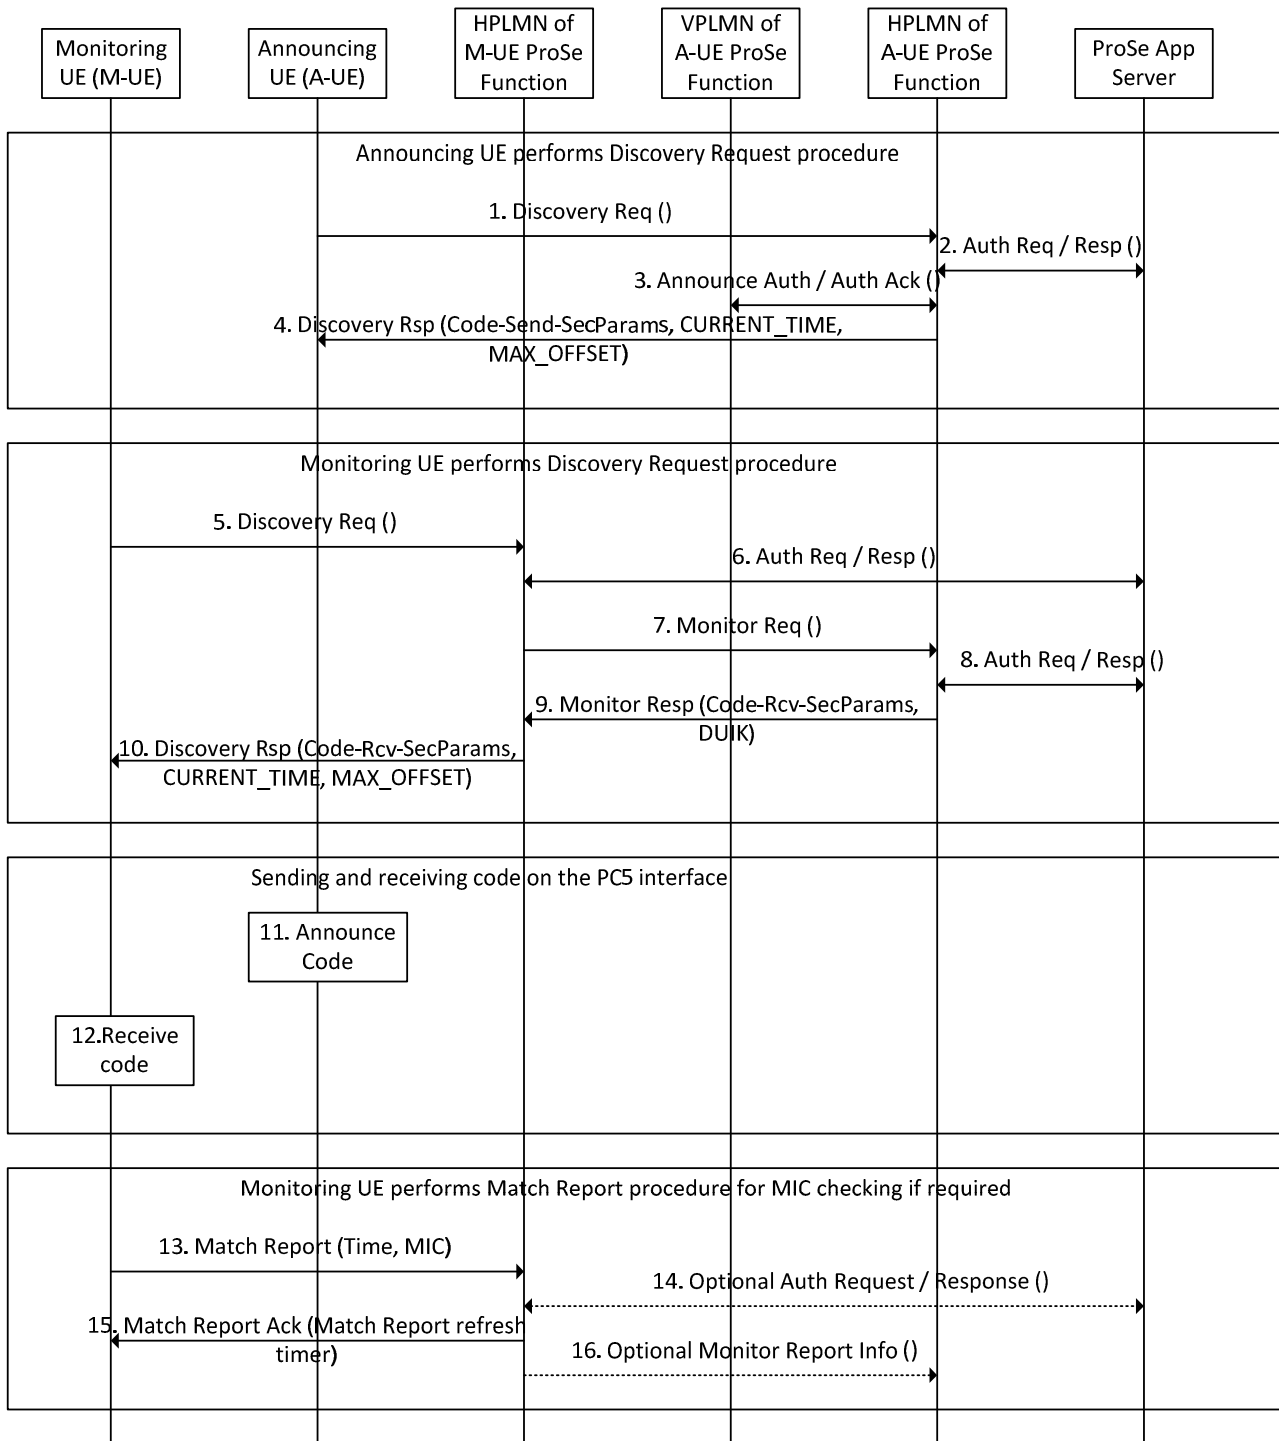 Monitoring
UE (M-UE)
Announcing
UE (A-UE)
HPLMN of
M-UE ProSe
Function
VPLMN of
A-UE ProSe
Function
HPLMN of
A-UE ProSe
Function
ProSe App
Server
Announcing UE performs Discovery Request procedure
1. Discovery Req ()
2. Auth Req / Resp ()
3. Announce Auth / Auth Ack ()
4. Discovery Rsp (Code-Send-SecParams, CURRENT_TIME,
MAX_OFFSET)
Monitoring UE performs Discovery Request procedure
5. Discovery Req ()
6. Auth Req / Resp ()
7. Monitor Req ()
8. Auth Req / Resp ()
9. Monitor Resp (Code-Rcv-SecParams,
DUIK)
10. Discovery Rsp (Code-Rcv-SecParams,
CURRENT_TIME, MAX_OFFSET)
Sending and receiving code on the PC5 interface
11. Announce
Code
12.Receive
code
Monitoring UE performs Match Report procedure for MIC checking if required
13. Match Report (Time, MIC)
14. Optional Auth Request / Response ()
15. Match Report Ack (Match Report refresh
timer)
16. Optional Monitor Report Info ()